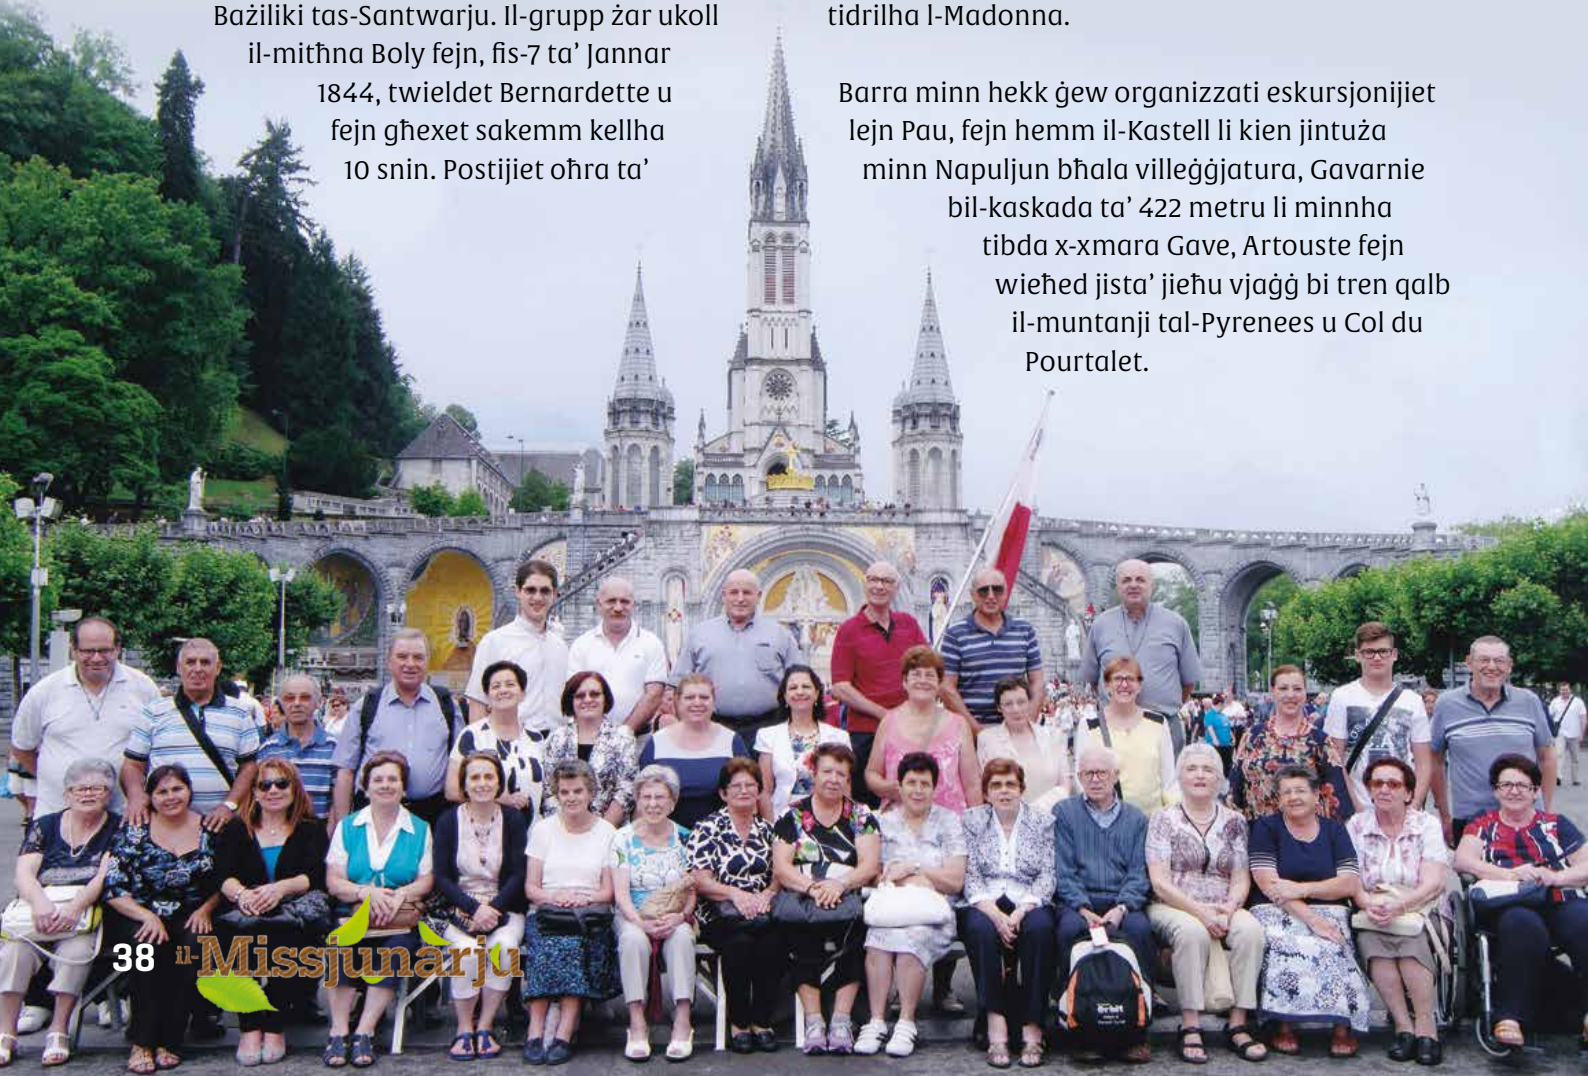 Bażiliki tas-Santwarju. Il-grupp żar ukoll
il-mitħna Boly fejn, fis-7 ta’ Jannar
1844, twieldet Bernardette u
fejn għexet sakemm kellha
10 snin. Postijiet oħra ta’
tidrilha l-Madonna.
Barra minn hekk ġew organizzati eskursjonijiet
lejn Pau, fejn hemm il-Kastell li kien jintuża
minn Napuljun bħala villeġġjatura, Gavarnie
bil-kaskada ta’ 422 metru li minnha
tibda x-xmara Gave, Artouste fejn
wieħed jista’ jieħu vjaġġ bi tren qalb
il-muntanji tal-Pyrenees u Col du
Pourtalet.
38 il-Missjunarju